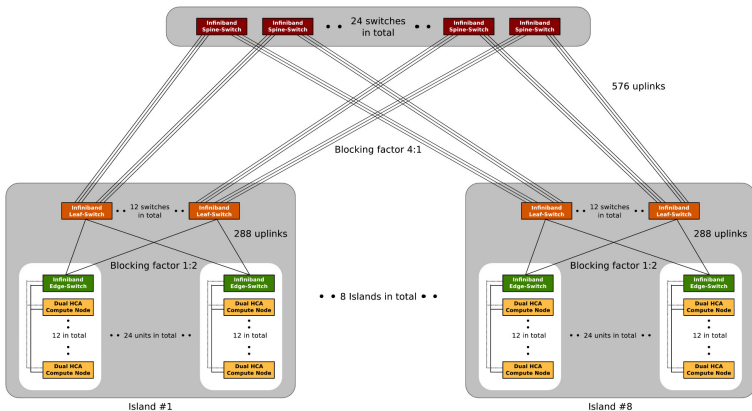 Infiniband
Spine-Switch
Infiniband
Spine-Switch
24 switches
in total
Infiniband
Spine-Switch
Infiniband
Spine-Switch
576 uplinks
Blocking factor 4:1
Infiniband
Leaf-Switch
12 switches
in total
Infiniband
Leaf-Switch
288 uplinks
Blocking factor 1:2
Infiniband
Edge-Switch
Dual HCA
Compute Node
12 in total
Dual HCA
Compute Node
24 units in total
Infiniband
Edge-Switch
Dual HCA
Compute Node
12 in total
Dual HCA
Compute Node
Island #1
8 Islands in total
Infiniband
Leaf-Switch
12 switches
in total
Infiniband
Leaf-Switch
288 uplinks
Blocking factor 1:2
Infiniband
Edge-Switch
Dual HCA
Compute Node
12 in total
Dual HCA
Compute Node
24 units in total
Infiniband
Edge-Switch
Dual HCA
Compute Node
12 in total
Dual HCA
Compute Node
Island #8